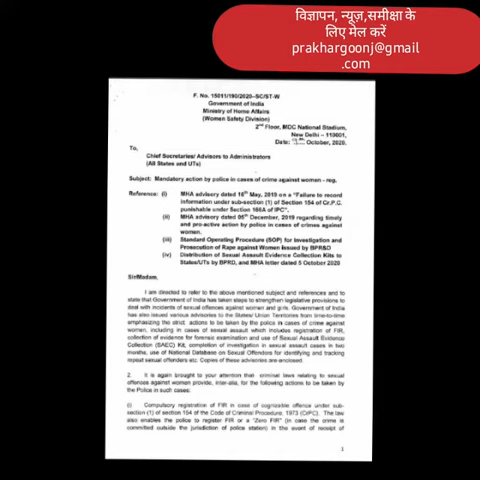 विज्ञापन, न्यूज़,समीक्षा के
लिए मेल करें
prakhargoonj@gmail
.com
F. No. 15011/190/2020-SC/ST-W
Government of India
Ministry of Home Affairs
(Women Safety Division)
2nd Floor, MDC National Stadium,
New Delhi – 110001,
Date: October, 2020.
To,
Chief Secretaries/ Advisors to Administrators
(All States and UTs)
Subject: Mandatory action by police in cases of crime against women - reg.
Reference: (i) MHA advisory dated 16th May, 2019 on a "Failure to record
information under sub-section (1) of Section 154 of Cr.P.C.
punishable under Section 166A of IPC".
(ii) MHA advisory dated 05th December, 2019 regarding timely
and pro-active action by police in cases of crimes against
women.
(iii) Standard Operating Procedure (SOP) for Investigation and
Prosecution of Rape against Women issued by BPR&D
(iv) Distribution of Sexual Assault Evidence Collection Kits to
States/UTs by BPRD, and MHA letter dated 5 October 2020
Sir/Madam,
I am directed to refer to the above mentioned subject and references and to
state that Government of India has taken steps to strengthen legislative provisions to
deal with incidents of sexual offences against women and girls. Government of
India has also issued various advisories to the States/ Union Territories from time-to-time
emphasizing the strict actions to be taken by the police in cases of crime against
women, including in cases of sexual assault which includes registration of FIR,
collection of evidence for forensic examination and use of Sexual Assault Evidence
Collection (SAEC) Kit, completion of investigation in sexual assault cases in two
months, use of National Database on Sexual Offenders for identifying and tracking
repeat sexual offenders etc. Copies of these advisories are enclosed.
2. It is again brought to your attention that criminal laws relating to sexual
offences against women provide, inter-alia, for the following actions to be taken by
the Police in such cases:
(i) Compulsory registration of FIR in case of cognizable offence under sub-
section (1) of section 154 of the Code of Criminal Procedure, 1973 (CrPC). The law
also enables the police to register FIR or a "Zero FIR" (in case the crime is
committed outside the jurisdiction of police station) in the event of receipt of
1